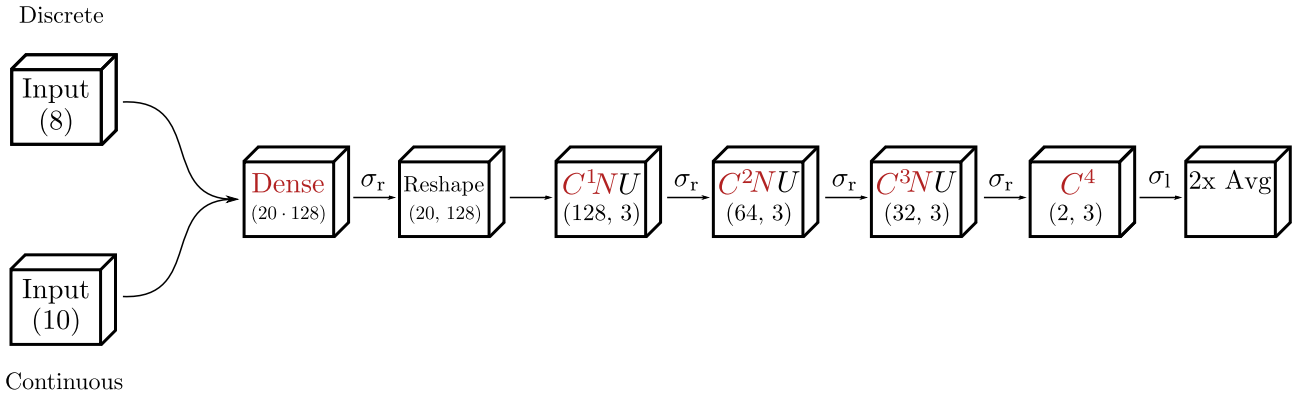 Discrete
Input
(8)
Input
(10)
Continuous
Dense
(20 · 128)
σr
Reshape
(20, 128)
C¹NU
(128, 3)
σr
C²NU
(64, 3)
σr
C³NU
(32, 3)
σr
C⁴
(2, 3)
σl
2x Avg